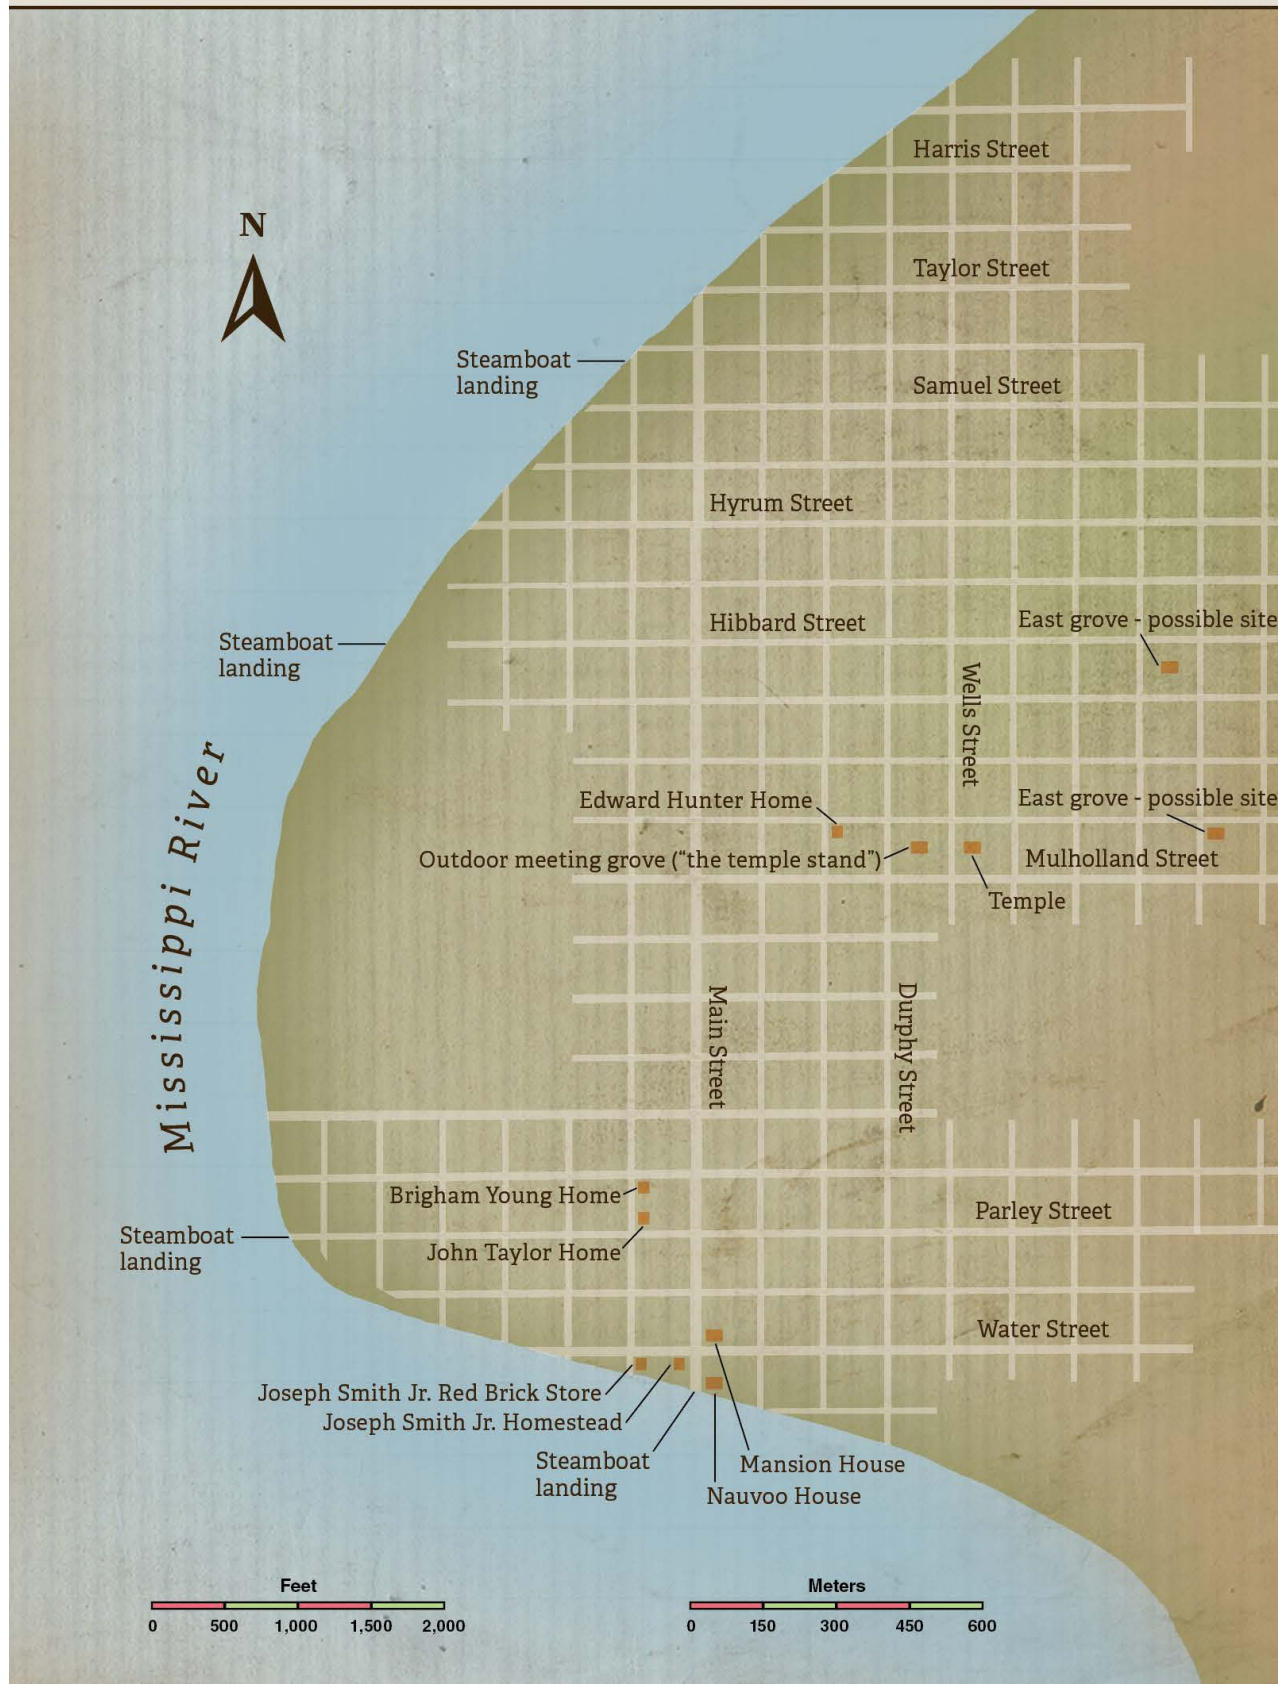 Harris Street
N
Taylor Street
Steamboat
landing
Samuel Street
Hyrum Street
Hibbard Street
East grove - possible site
Steamboat
landing
Wells Street
Mississippi River
Edward Hunter Home
East grove - possible site
Outdoor meeting grove (“the temple stand”)
Mulholland Street
Temple
Main Street
Durphy Street
Brigham Young Home
Parley Street
Steamboat
landing
John Taylor Home
Water Street
Joseph Smith Jr. Red Brick Store
Joseph Smith Jr. Homestead
Steamboat
landing
Mansion House
Nauvoo House
Feet
0 500 1,000 1,500 2,000
Meters
0 150 300 450 600